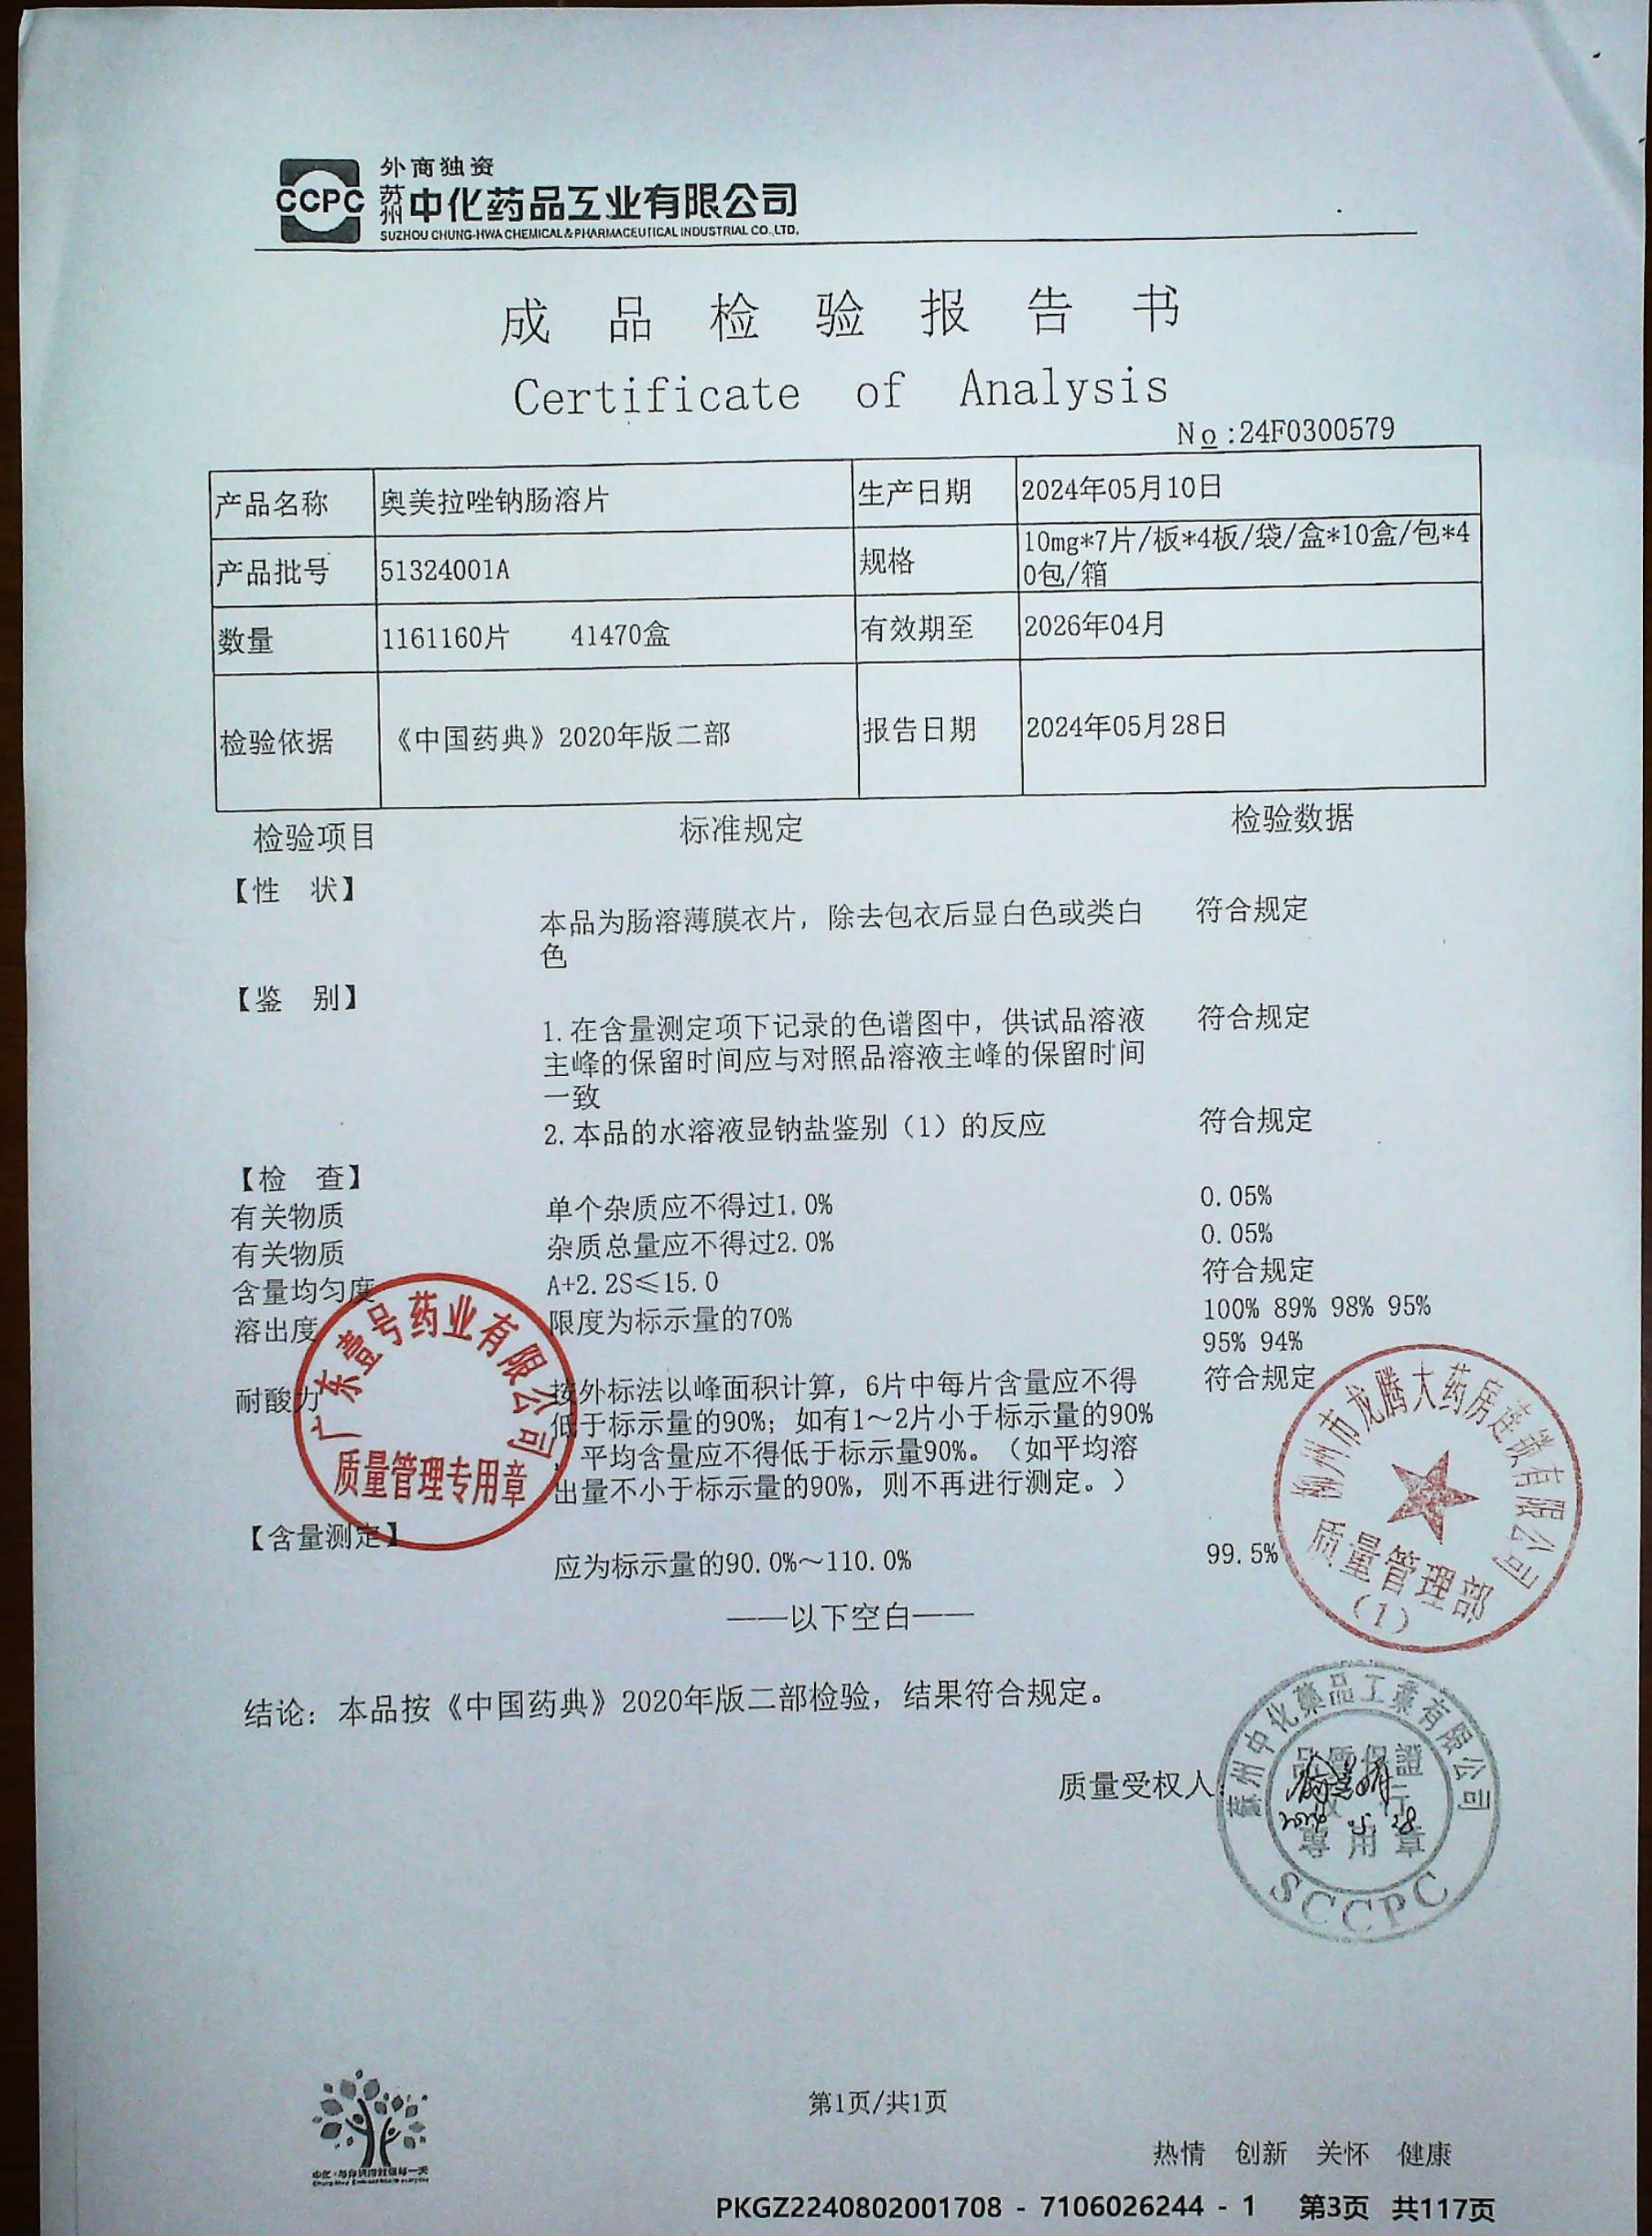 CCPC
外商独资
苏州中化药品工业有限公司
SUZHOU CHUNG-HWA CHEMICAL & PHARMACEUTICAL INDUSTRIAL CO.,LTD.
成品检验报告书
Certificate of Analysis
No:24F0300579
产品名称 奥美拉唑钠肠溶片 生产日期 2024年05月10日
产品批号 51324001A 规格 10mg*7片/板*4板/袋/盒*10盒/包*4
0包/箱
数量 1161160片 41470盒 有效期至 2026年04月
检验依据 《中国药典》2020年版二部 报告日期 2024年05月28日
检验项目 标准规定 检验数据
【性 状】
本品为肠溶薄膜衣片，除去包衣后显白色或类白 符合规定
色
【鉴 别】
1.在含量测定项下记录的色谱图中，供试品溶液 符合规定
主峰的保留时间应与对照品溶液主峰的保留时间
一致
2.本品的水溶液显钠盐鉴别（1）的反应 符合规定
【检 查】
有关物质 单个杂质应不得过1.0% 0.05%
有关物质 杂质总量应不得过2.0% 0.05%
含量均匀度 A+2.2S≤15.0 符合规定
溶出度 限度为标示量的70% 100% 89% 98% 95%
95% 94%
耐酸力 按外标法以峰面积计算，6片中每片含量应不得 符合规定
低于标示量的90%；如有1～2片小于标示量的90%
，平均含量应不得低于标示量90%。（如平均溶
出量不小于标示量的90%，则不再进行测定。）
【含量测定】
应为标示量的90.0%～110.0% 99.5%
——以下空白——
广东壹号药业有限公司
质量管理专用章
柳州市龙腾大药房连锁有限公司
质量管理部
(1)
结论：本品按《中国药典》2020年版二部检验，结果符合规定。
质量受权人：
蘇州中化藥品工業有限公司
品質保證
放行
專用章
SCCPC
第1页/共1页
热情 创新 关怀 健康
PKGZ2240802001708 - 7106026244 - 1 第3页 共117页